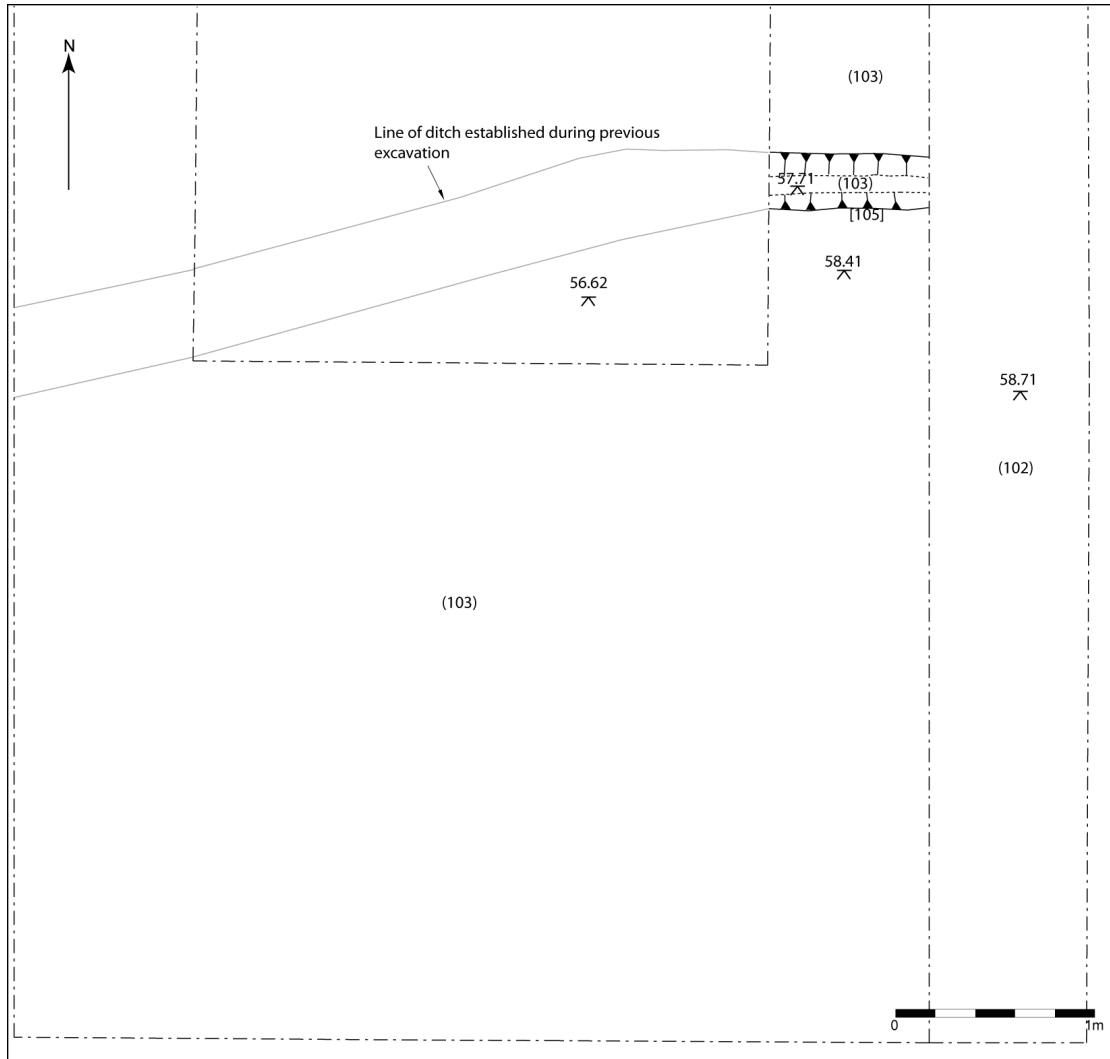 N
(103)
Line of ditch established during previous
excavation
57.71
(103)
[105]
58.41
56.62
58.71
(102)
(103)
0
1m